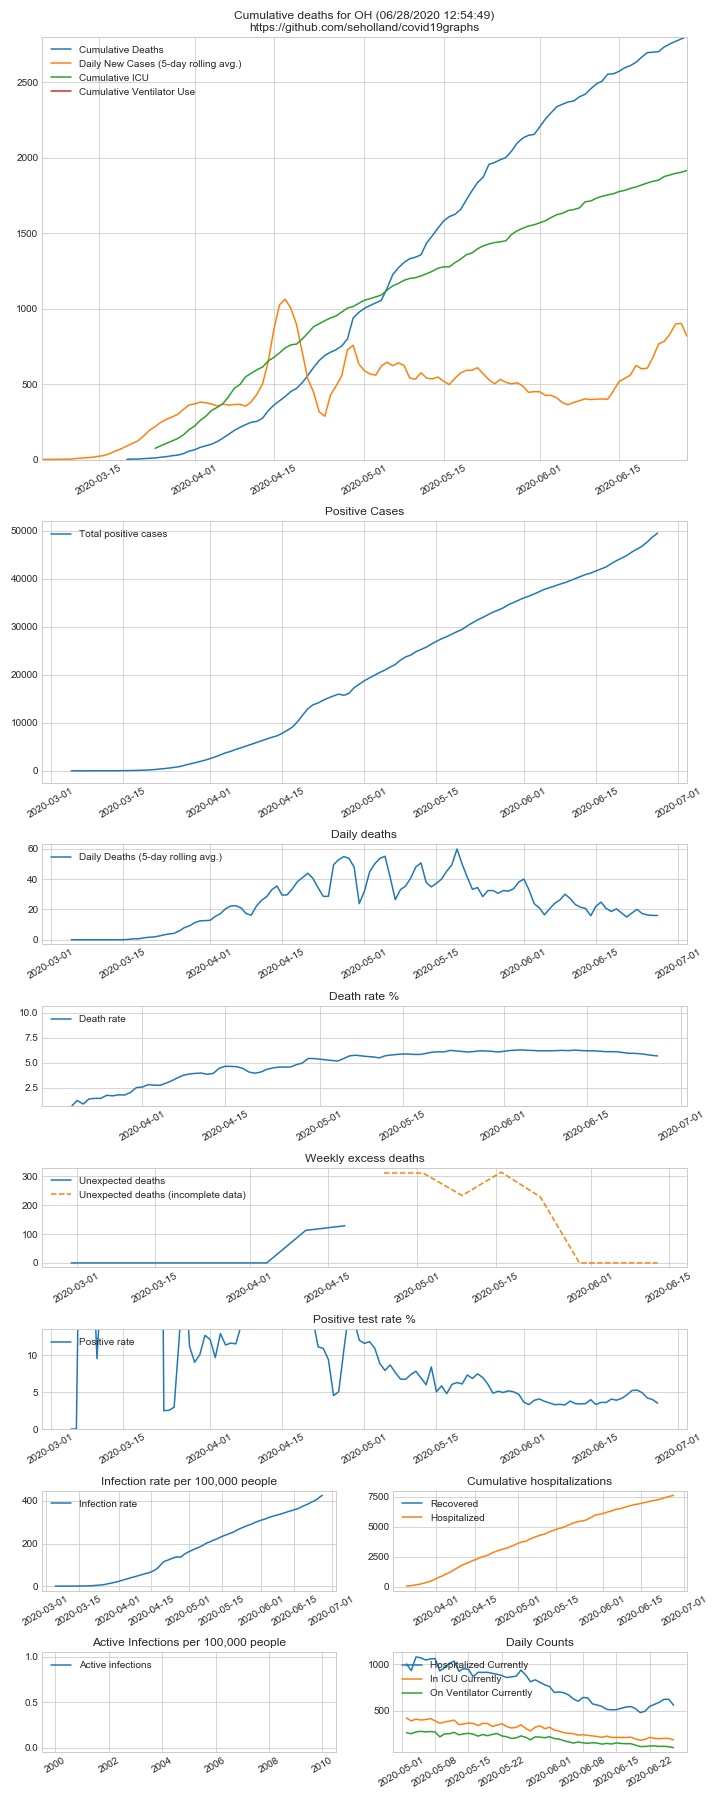 Cumulative deaths for OH (06/28/2020 12:54:49)
https://github.com/seholland/covid19graphs
Cumulative Deaths
Daily New Cases (5-day rolling avg.)
Cumulative ICU
Cumulative Ventilator Use
2500
2000
1500
1000
500
0
2020-03-15 2020-04-01 2020-04-15 2020-05-01 2020-05-15 2020-06-01 2020-06-15
Positive Cases
Total positive cases
50000
40000
30000
20000
10000
0
2020-03-01 2020-03-15 2020-04-01 2020-04-15 2020-05-01 2020-05-15 2020-06-01 2020-06-15 2020-07-01
Daily deaths
Daily Deaths (5-day rolling avg.)
60
40
20
0
2020-03-01 2020-03-15 2020-04-01 2020-04-15 2020-05-01 2020-05-15 2020-06-01 2020-06-15 2020-07-01
Death rate %
Death rate
10.0
7.5
5.0
2.5
2020-04-01 2020-04-15 2020-05-01 2020-05-15 2020-06-01 2020-06-15 2020-07-01
Weekly excess deaths
Unexpected deaths
Unexpected deaths (incomplete data)
300
200
100
0
2020-03-01 2020-03-15 2020-04-01 2020-04-15 2020-05-01 2020-05-15 2020-06-01 2020-06-15
Positive test rate %
Positive rate
10
5
0
2020-03-01 2020-03-15 2020-04-01 2020-04-15 2020-05-01 2020-05-15 2020-06-01 2020-06-15 2020-07-01
Infection rate per 100,000 people
Infection rate
400
200
0
2020-03-01 2020-03-15 2020-04-01 2020-04-15 2020-05-01 2020-05-15 2020-06-01 2020-06-15 2020-07-01
Cumulative hospitalizations
Recovered
Hospitalized
7500
5000
2500
0
2020-04-01 2020-04-15 2020-05-01 2020-05-15 2020-06-01 2020-06-15 2020-07-01
Active Infections per 100,000 people
Active infections
1.0
0.5
0.0
2000 2002 2004 2006 2008 2010
Daily Counts
Hospitalized Currently
In ICU Currently
On Ventilator Currently
1000
500
2020-05-01 2020-05-08 2020-05-15 2020-05-22 2020-06-01 2020-06-08 2020-06-15 2020-06-22